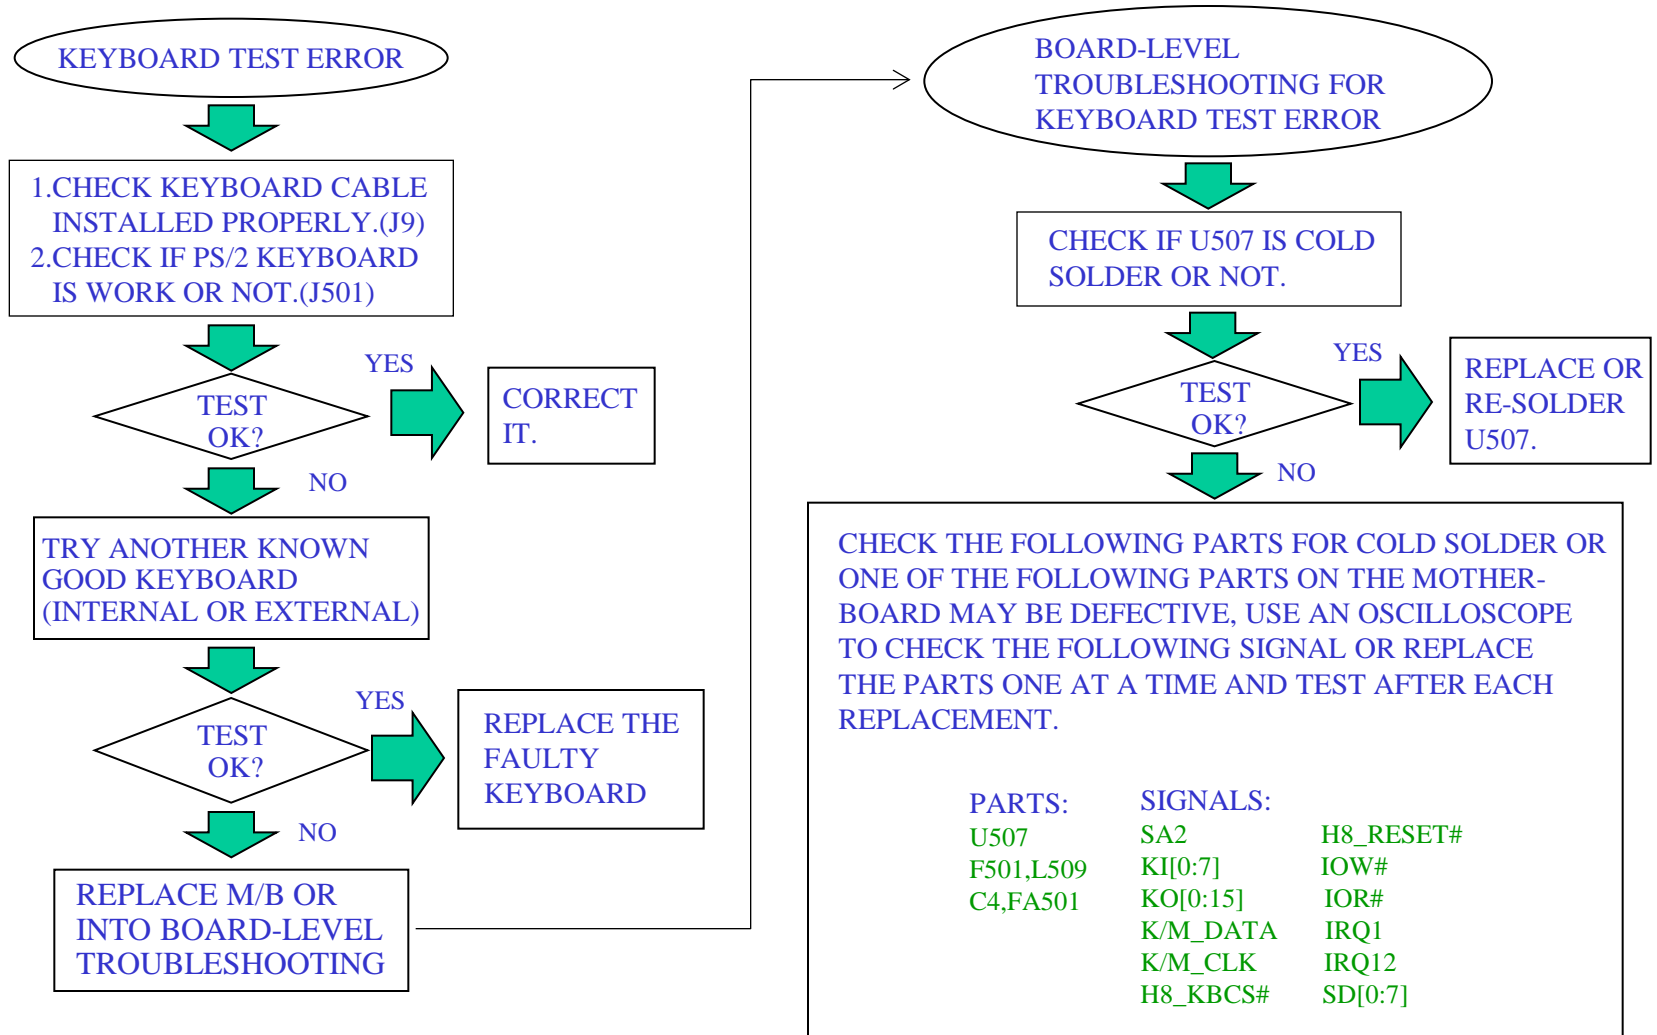 KEYBOARD TEST ERROR
1.CHECK KEYBOARD CABLE
INSTALLED PROPERLY.(J9)
2.CHECK IF PS/2 KEYBOARD
IS WORK OR NOT.(J501)
TEST
OK?
YES
CORRECT
IT.
NO
TRY ANOTHER KNOWN
GOOD KEYBOARD
(INTERNAL OR EXTERNAL)
TEST
OK?
YES
REPLACE THE
FAULTY
KEYBOARD
NO
REPLACE M/B OR
INTO BOARD-LEVEL
TROUBLESHOOTING
BOARD-LEVEL
TROUBLESHOOTING FOR
KEYBOARD TEST ERROR
CHECK IF U507 IS COLD
SOLDER OR NOT.
TEST
OK?
YES
REPLACE OR
RE-SOLDER
U507.
NO
CHECK THE FOLLOWING PARTS FOR COLD SOLDER OR
ONE OF THE FOLLOWING PARTS ON THE MOTHER-
BOARD MAY BE DEFECTIVE, USE AN OSCILLOSCOPE
TO CHECK THE FOLLOWING SIGNAL OR REPLACE
THE PARTS ONE AT A TIME AND TEST AFTER EACH
REPLACEMENT.
PARTS:
U507
F501,L509
C4,FA501
SIGNALS:
SA2
KI[0:7]
KO[0:15]
K/M_DATA
K/M_CLK
H8_KBCS#
H8_RESET#
IOW#
IOR#
IRQ1
IRQ12
SD[0:7]